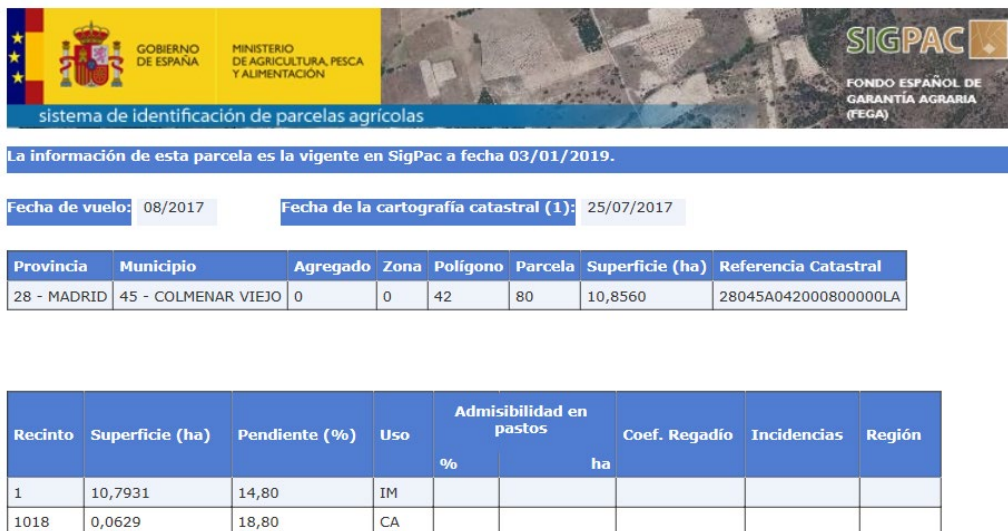 GOBIERNO
DE ESPAÑA
MINISTERIO
DE AGRICULTURA, PESCA
Y ALIMENTACIÓN
SIGPAC
FONDO ESPAÑOL DE
GARANTÍA AGRARIA
(FEGA)
sistema de identificación de parcelas agrícolas
La información de esta parcela es la vigente en SigPac a fecha 03/01/2019.
Fecha de vuelo: 08/2017 Fecha de la cartografía catastral (1): 25/07/2017
Provincia Municipio Agregado Zona Polígono Parcela Superficie (ha) Referencia Catastral
28 - MADRID 45 - COLMENAR VIEJO 0 0 42 80 10,8560 28045A042000800000LA
Recinto Superficie (ha) Pendiente (%) Uso Admisibilidad en pastos Coef. Regadío Incidencias Región
% ha
1 10,7931 14,80 IM
1018 0,0629 18,80 CA